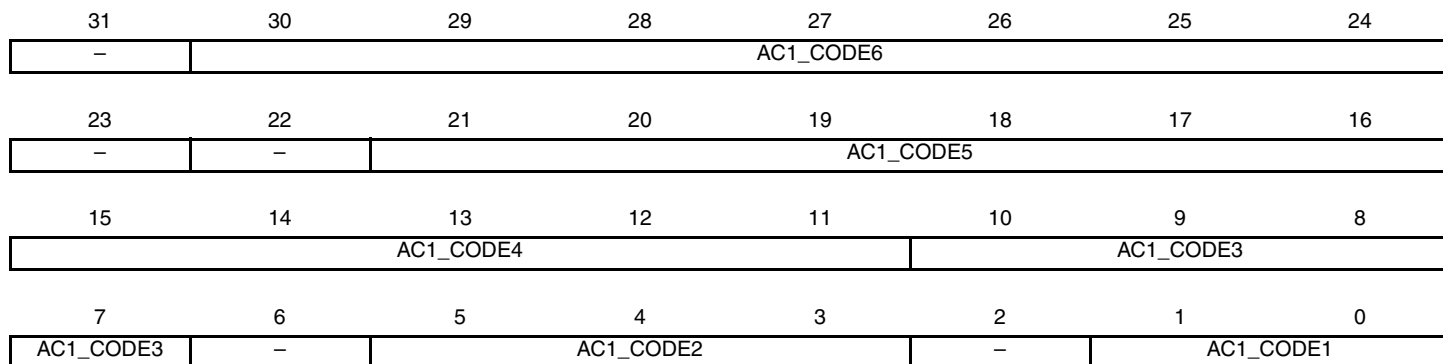 31 30 29 28 27 26 25 24
– AC1_CODE6
23 22 21 20 19 18 17 16
– – AC1_CODE5
15 14 13 12 11 10 9 8
AC1_CODE4 AC1_CODE3
7 6 5 4 3 2 1 0
AC1_CODE3 – AC1_CODE2 – AC1_CODE1